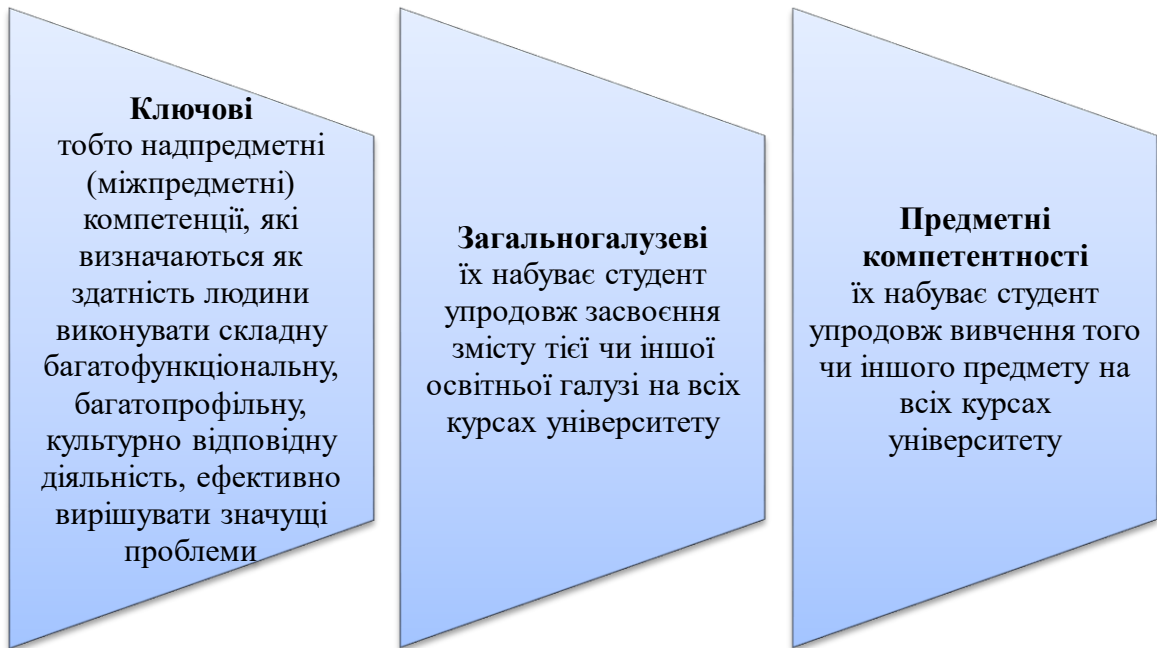 Ключові
тобто надпредметні
(міжпредметні)
компетенції, які
визначаються як
здатність людини
виконувати складну
багатофункціональну,
багатопрофільну,
культурно відповідну
діяльність, ефективно
вирішувати значущі
проблеми
Загальногалузеві
їх набуває студент
упродовж засвоєння
змісту тієї чи іншої
освітньої галузі на всіх
курсах університету
Предметні
компетентності
їх набуває студент
упродовж вивчення того
чи іншого предмету на
всіх курсах
університету